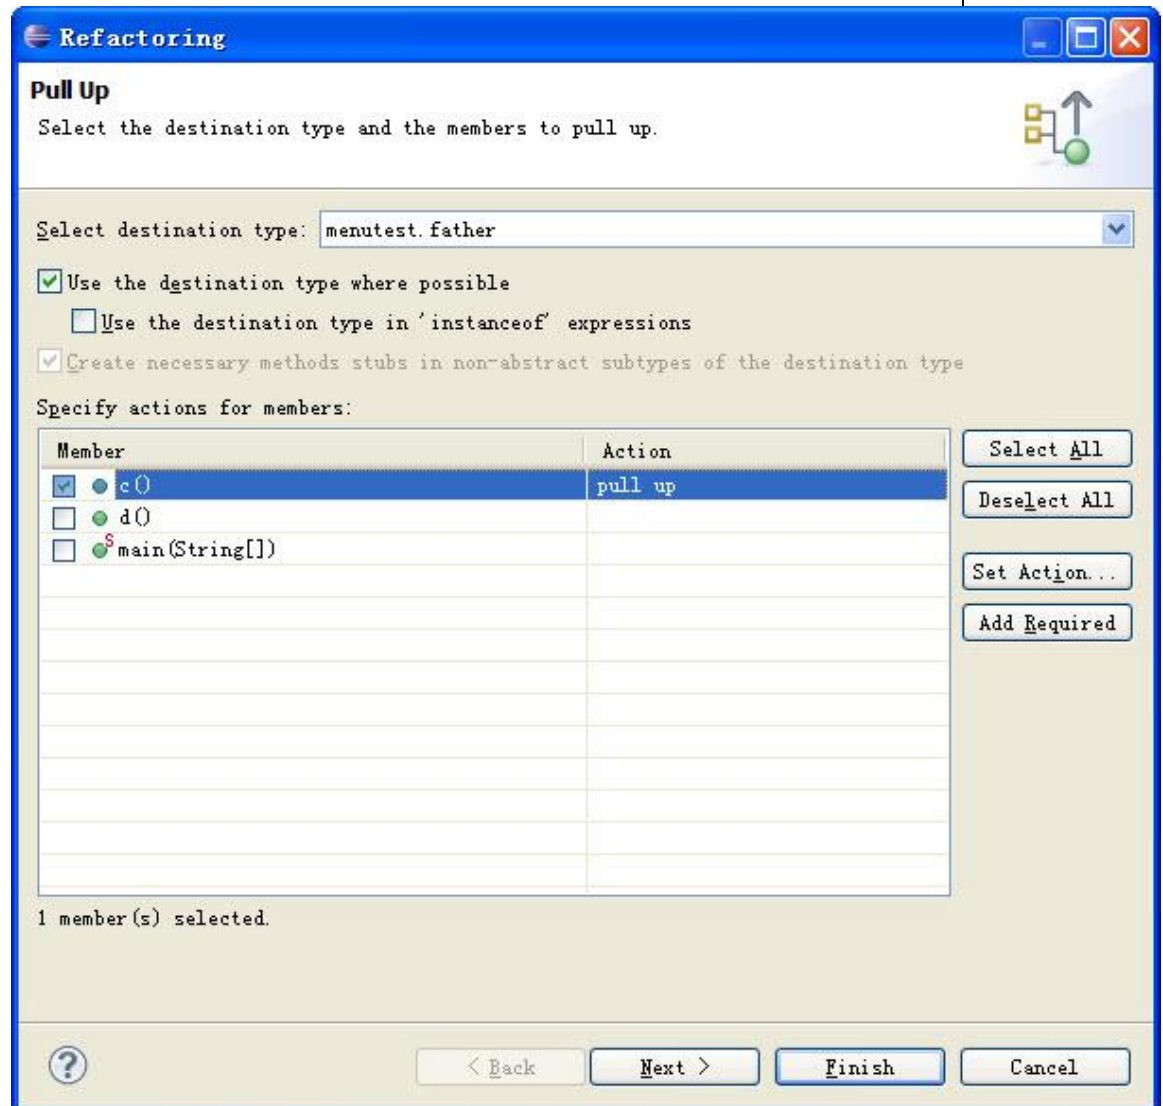 Refactoring
Pull Up
Select the destination type and the members to pull up.
Select destination type: menutest.father
Use the destination type where possible
Use the destination type in 'instanceof' expressions
Create necessary methods stubs in non-abstract subtypes of the destination type
Specify actions for members:
Member Action
c() pull up
d()
S main(String[])
Select All
Deselect All
Set Action...
Add Required
1 member(s) selected.
? < Back Next > Finish Cancel